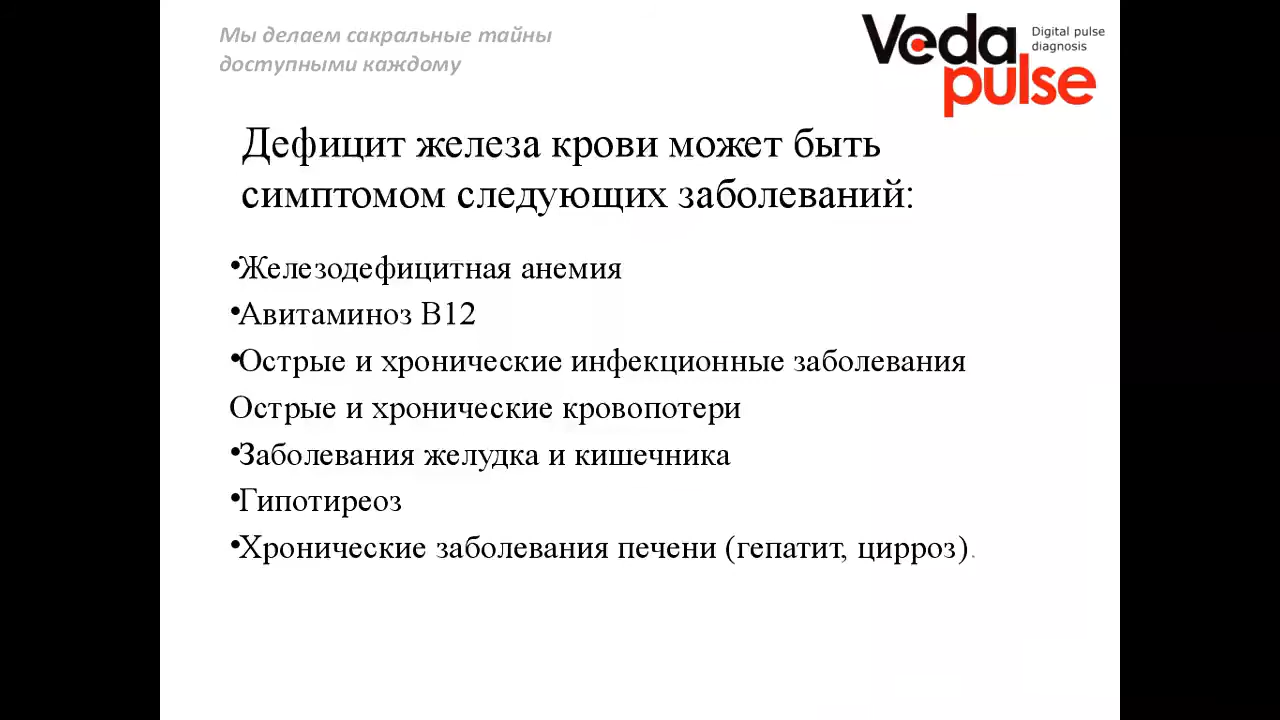 Мы делаем сакральные тайны
доступными каждому
Veda
pulse
Digital pulse
diagnosis
Дефицит железа крови может быть
симптомом следующих заболеваний:
•Железодефицитная анемия
•Авитаминоз В12
•Острые и хронические инфекционные заболевания
Острые и хронические кровопотери
•Заболевания желудка и кишечника
•Гипотиреоз
•Хронические заболевания печени (гепатит, цирроз).